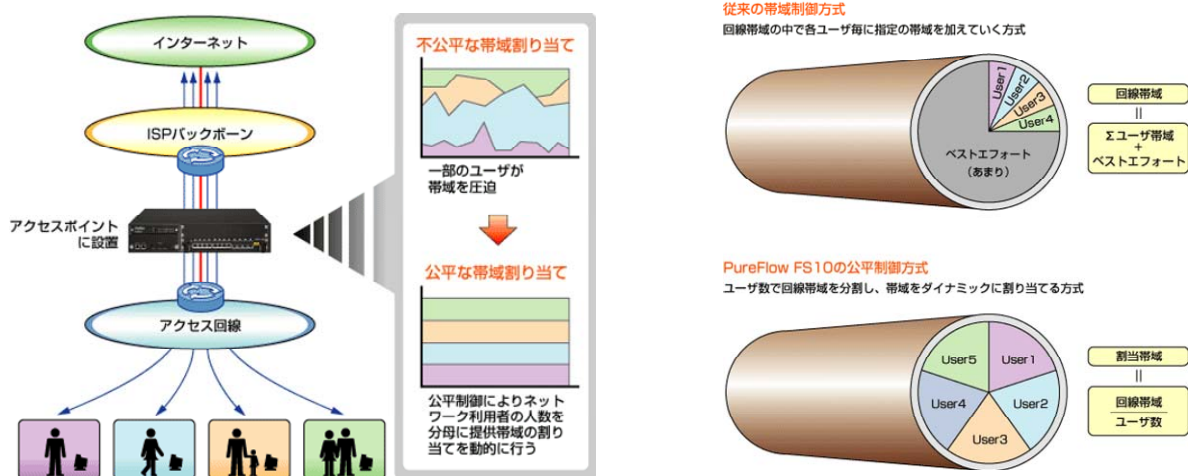 インターネット
ISPバックボーン
アクセスポイント
に設置
アクセス回線
不公平な帯域割り当て
一部のユーザが
帯域を圧迫
公平な帯域割り当て
公平制御によりネット
ワーク利用者の人数を
分母に提供帯域の割り
当てを動的に行う
従来の帯域制御方式
回線帯域の中で各ユーザ毎に指定の帯域を加えていく方式
User1
User2
User3
User4
ベストエフォート
(あまり)
回線帯域
||
Σユーザ帯域
+
ベストエフォート
PureFlow FS10の公平制御方式
ユーザ数で回線帯域を分割し、帯域をダイナミックに割り当てる方式
User5
User1
User4
User2
User3
割当帯域
||
回線帯域
ユーザ数